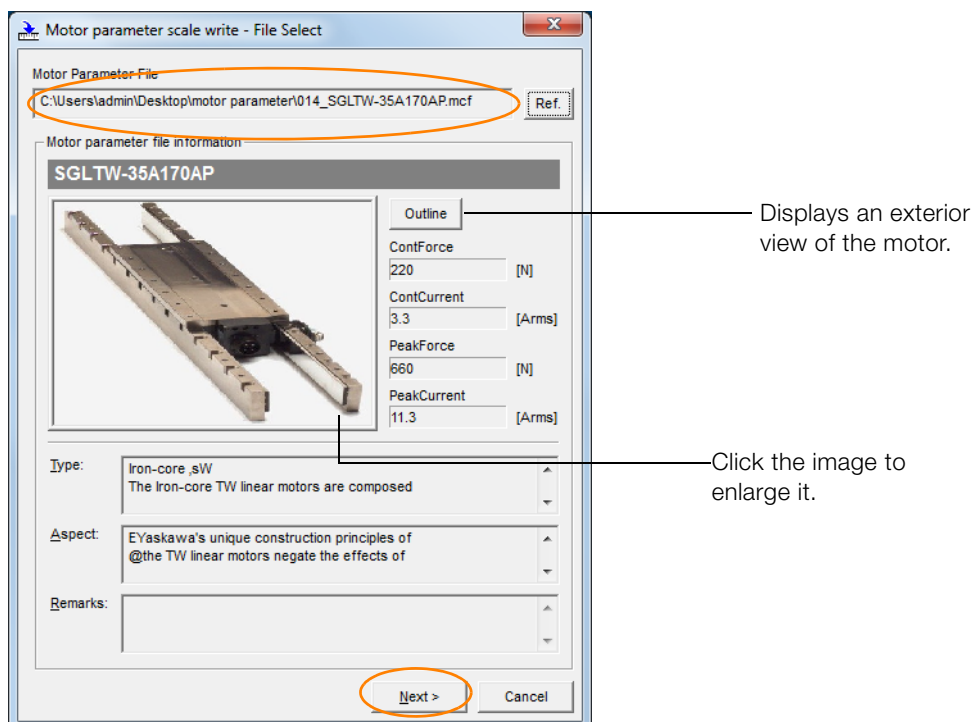 Motor parameter scale write - File Select
Motor Parameter File
C:\Users\admin\Desktop\motor parameter\014_SGLTW-35A170AP.mcf
Ref.
Motor parameter file information
SGLTW-35A170AP
Outline
Displays an exterior
view of the motor.
ContForce
220 [N]
ContCurrent
3.3 [Arms]
PeakForce
660 [N]
PeakCurrent
11.3 [Arms]
Click the image to
enlarge it.
Type:
Iron-core ,sW
The Iron-core TW linear motors are composed
Aspect:
EYaskawa's unique construction principles of
@the TW linear motors negate the effects of
Remarks:
Next >
Cancel